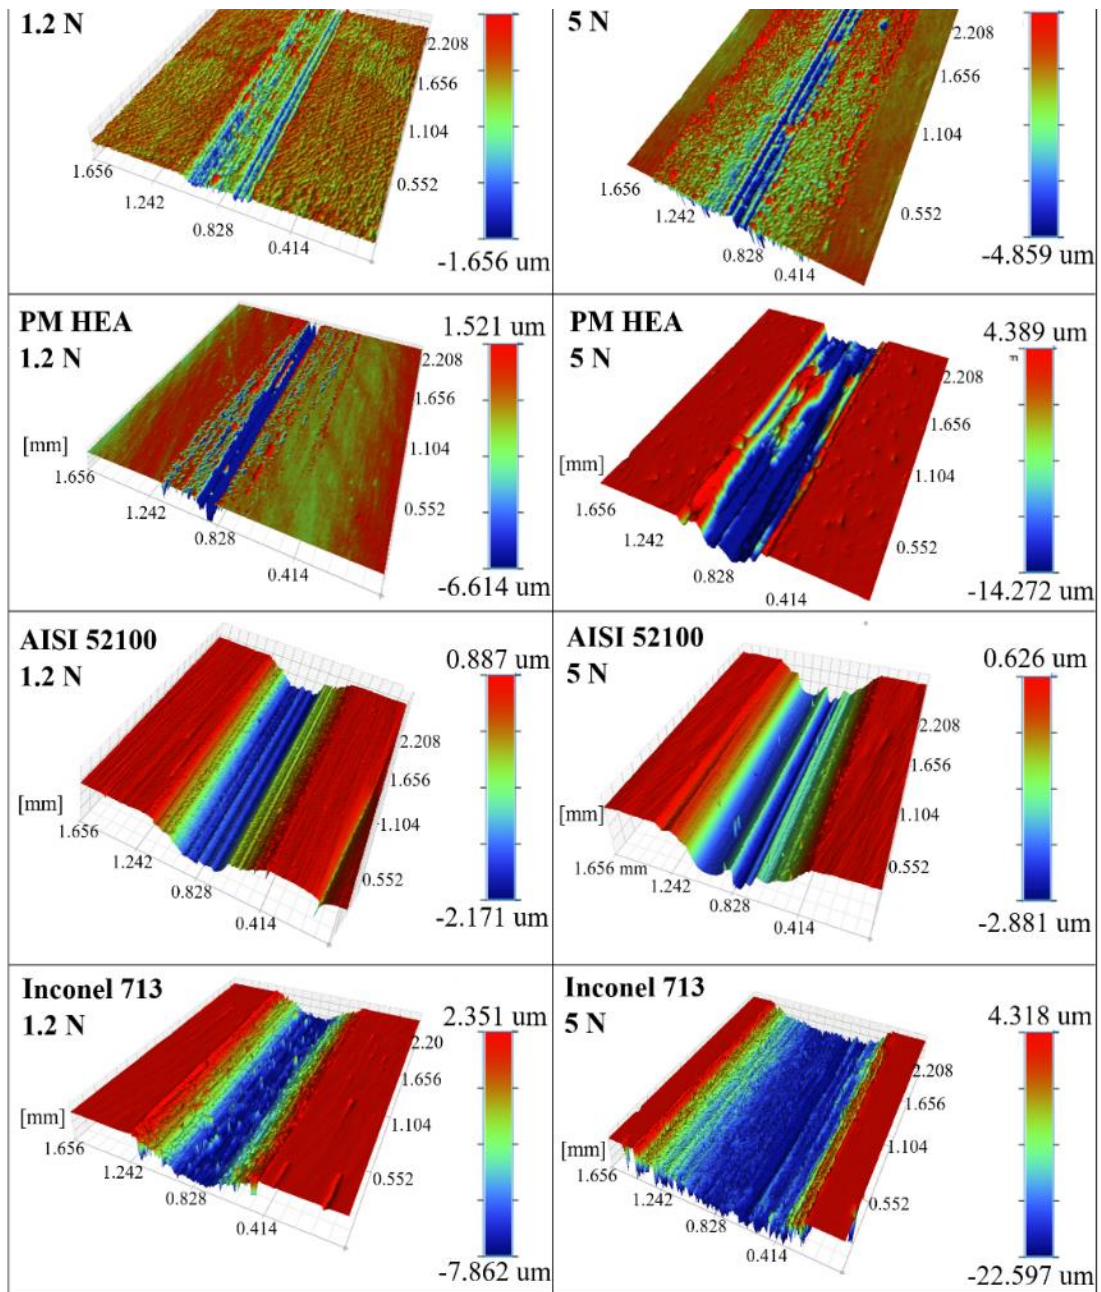 1.2 N
2.208
1.656
1.104
0.552
1.656
1.242
0.828
0.414
-1.656 um
5 N
2.208
1.656
1.104
0.552
1.656
1.242
0.828
0.414
-4.859 um
PM HEA
1.2 N
1.521 um
2.208
1.656
1.104
0.552
[mm]
1.656
1.242
0.828
0.414
-6.614 um
PM HEA
5 N
4.389 um
2.208
1.656
1.104
0.552
[mm]
1.656
1.242
0.828
0.414
-14.272 um
AISI 52100
1.2 N
0.887 um
2.208
1.656
1.104
0.552
[mm]
1.656
1.242
0.828
0.414
-2.171 um
AISI 52100
5 N
0.626 um
2.208
1.656
1.104
0.552
[mm]
1.656 mm
1.242
0.828
0.414
-2.881 um
Inconel 713
1.2 N
2.351 um
2.20
1.656
1.104
0.552
[mm]
1.656
1.242
0.828
0.414
-7.862 um
Inconel 713
5 N
4.318 um
2.208
1.656
1.104
0.552
[mm]
1.656
1.242
0.828
0.414
-22.597 um